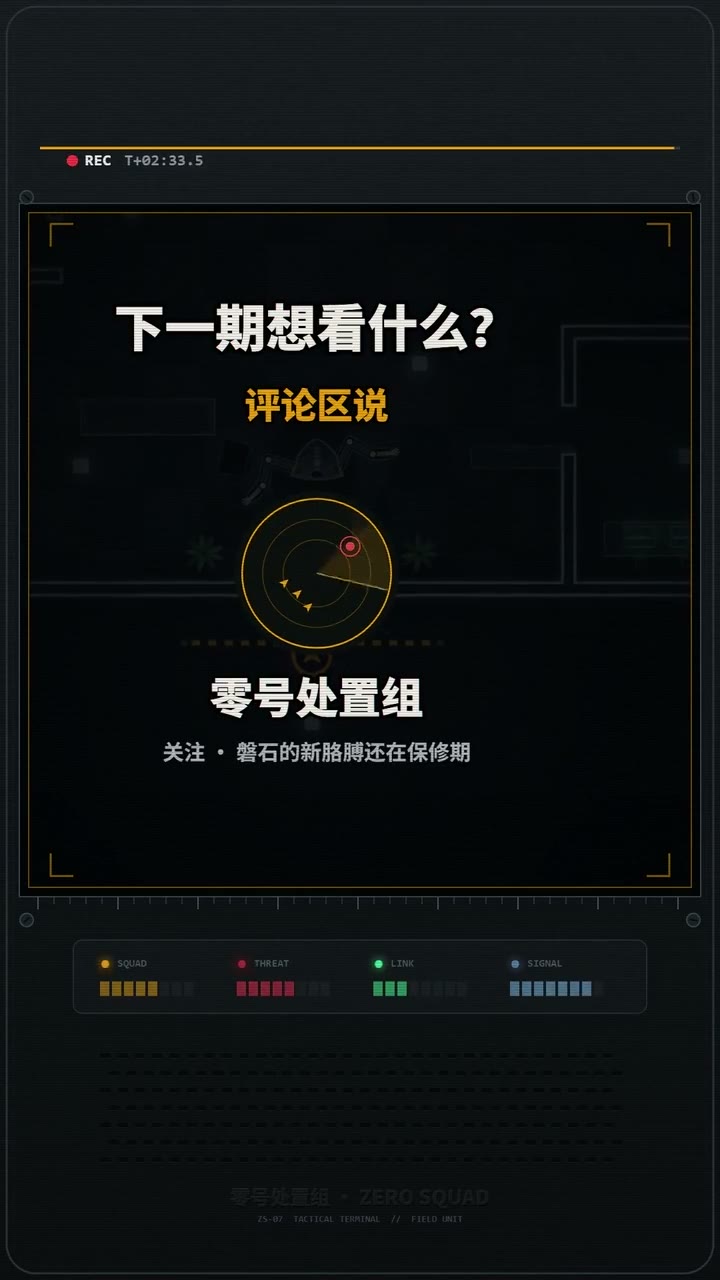 REC T+02:33.5
下一期想看什么?
评论区说
零号处置组
关注 · 磐石的新胳膊还在保修期
SQUAD THREAT LINK SIGNAL
零号处置组 · ZERO SQUAD
ZS-07 TACTICAL TERMINAL // FIELD UNIT